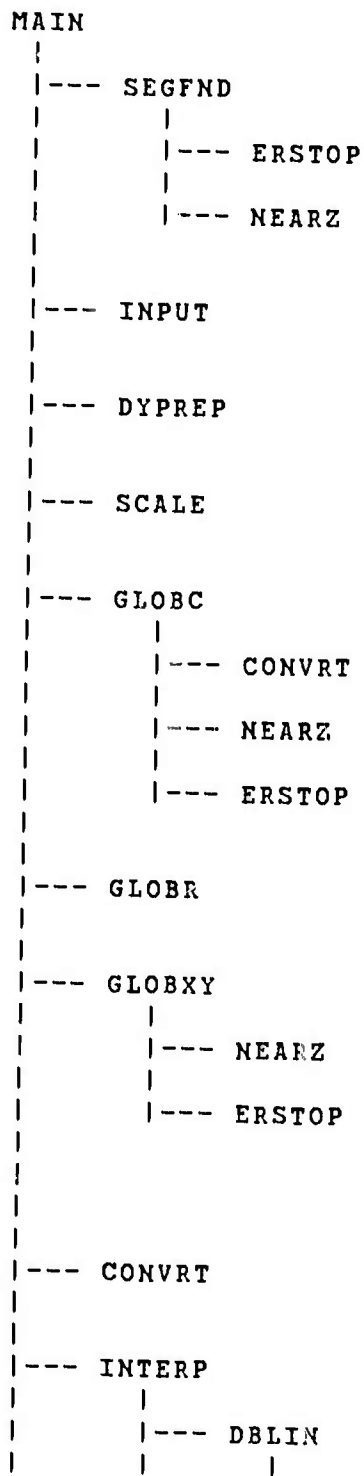 MAIN
|--- SEGFND
|--- ERSTOP
|--- NEARZ
|--- INPUT
|--- DYPREP
|--- SCALE
|--- GLOBC
|--- CONVRT
|--- NEARZ
|--- ERSTOP
|--- GLOBR
|--- GLOBXY
|--- NEARZ
|--- ERSTOP
|--- CONVRT
|--- INTERP
|--- DBLIN